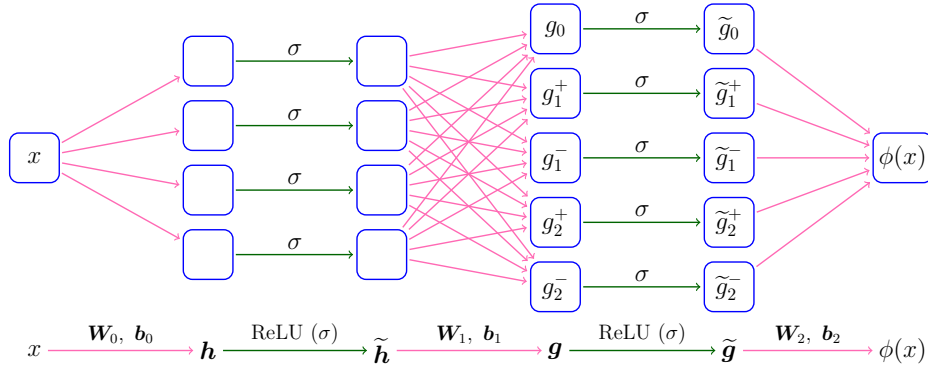 g₀ σ g̃₀
σ
g₁⁺ σ g̃₁⁺
σ
x g₁⁻ σ g̃₁⁻ ϕ(x)
σ
g₂⁺ σ g̃₂⁺
σ
g₂⁻ σ g̃₂⁻
W₀, b₀ ReLU (σ) W₁, b₁ ReLU (σ) W₂, b₂
x h h̃ g g̃ ϕ(x)